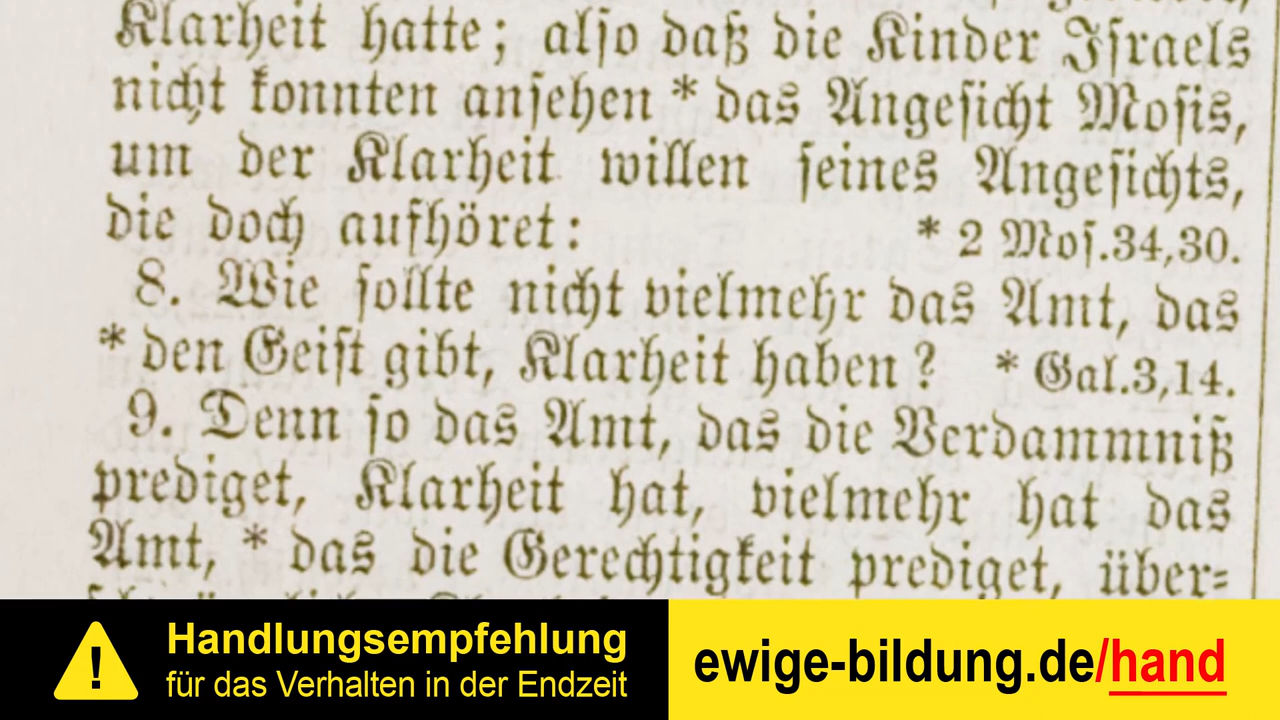 Klarheit hatte; also daß die Kinder Israels
nicht konnten ansehen * das Angesicht Mosis,
um der Klarheit willen seines Angesichts,
die doch aufhöret: * 2 Mos.34,30.
8. Wie sollte nicht vielmehr das Amt, das
* den Geist gibt, Klarheit haben? * Gal.3,14.
9. Denn so das Amt, das die Verdammniß
prediget, Klarheit hat, vielmehr hat das
Amt, * das die Gerechtigkeit prediget, über=
!
Handlungsempfehlung
für das Verhalten in der Endzeit
ewige-bildung.de/hand